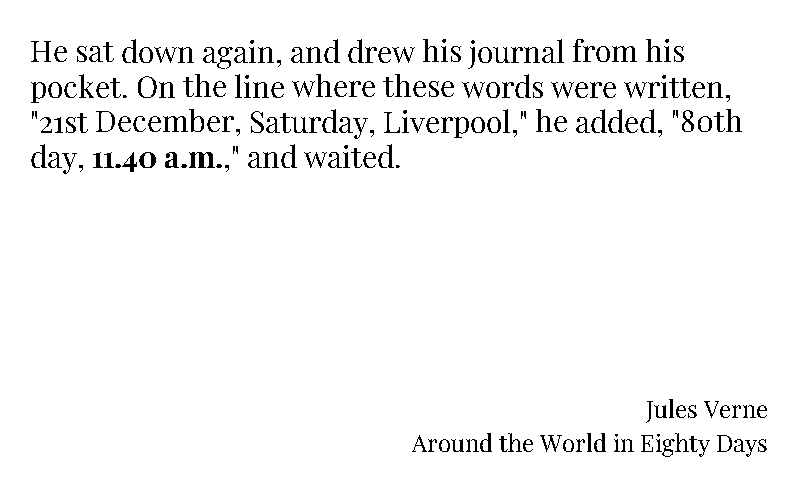 He sat down again, and drew his journal from his
pocket. On the line where these words were written,
"21st December, Saturday, Liverpool," he added, "80th
day, 11.40 a.m.," and waited.
Jules Verne
Around the World in Eighty Days